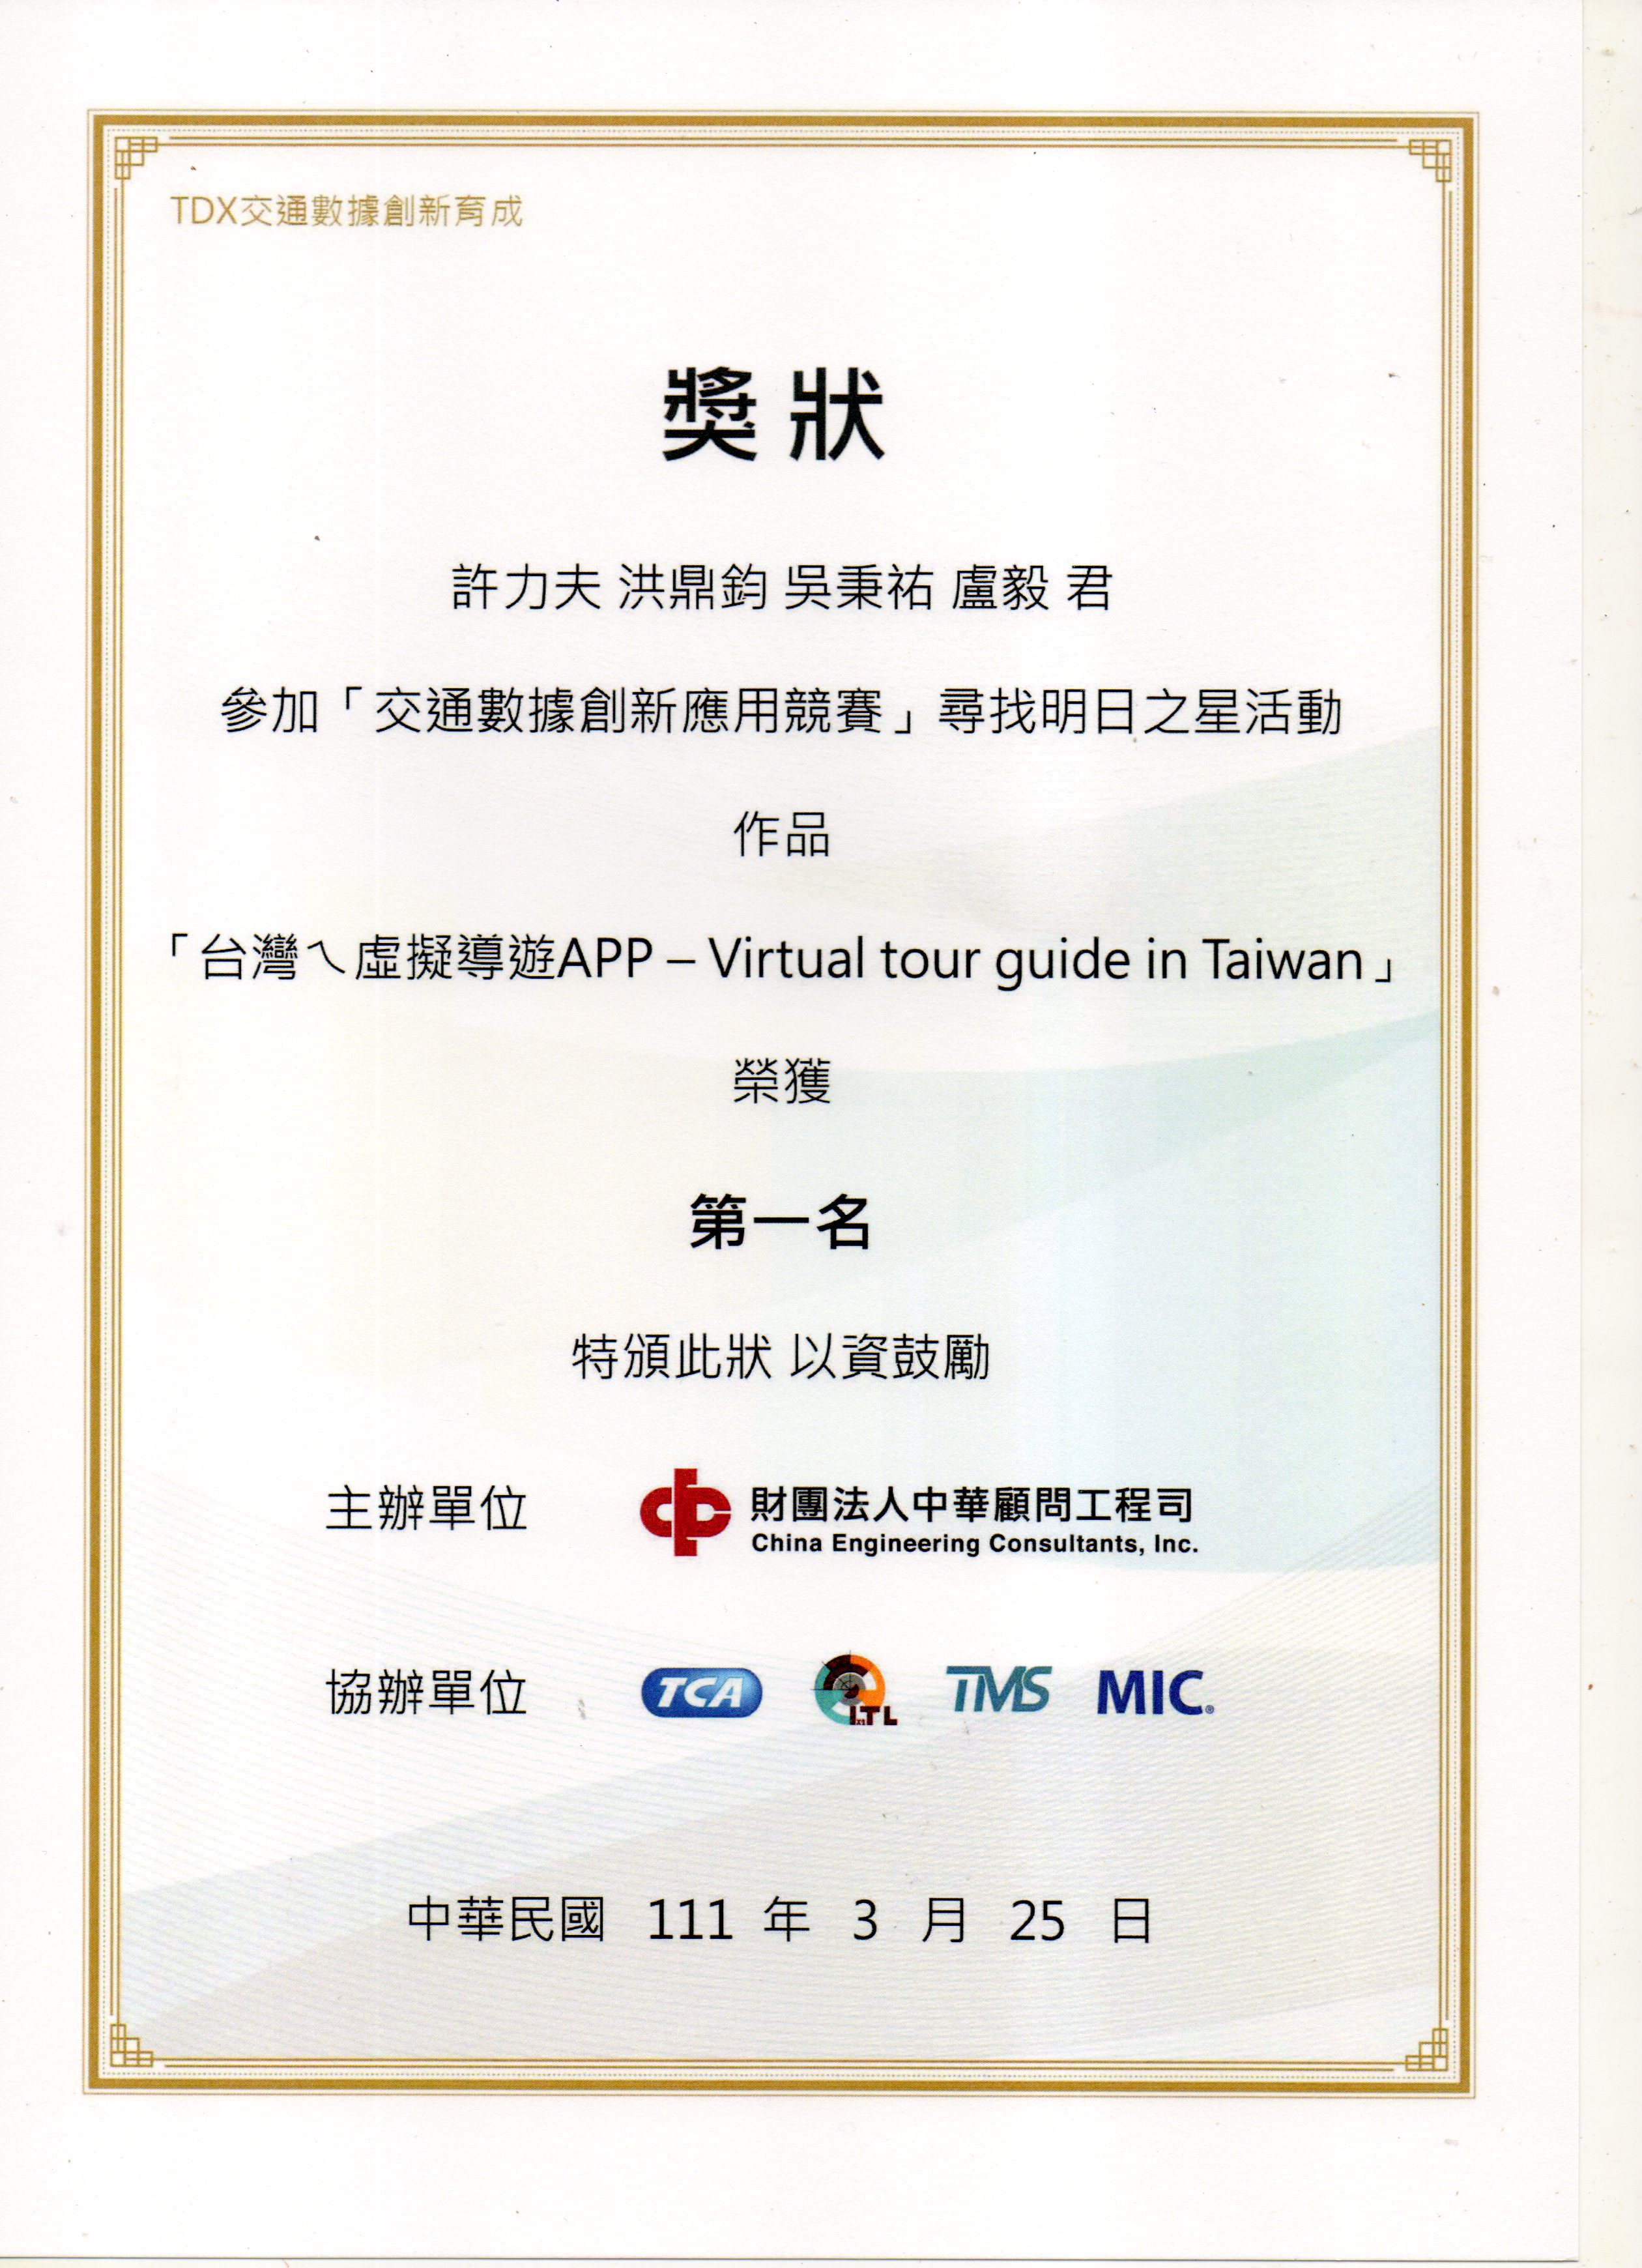 TDX交通數據創新育成
獎狀
許力夫 洪鼎鈞 吳秉祐 盧毅 君
參加「交通數據創新應用競賽」尋找明日之星活動
作品
「台灣ㄟ虛擬導遊APP – Virtual tour guide in Taiwan」
榮獲
第一名
特頒此狀 以資鼓勵
主辦單位 財團法人中華顧問工程司
China Engineering Consultants, Inc.
協辦單位 TCA I.TL TMS MIC®
中華民國 111 年 3 月 25 日